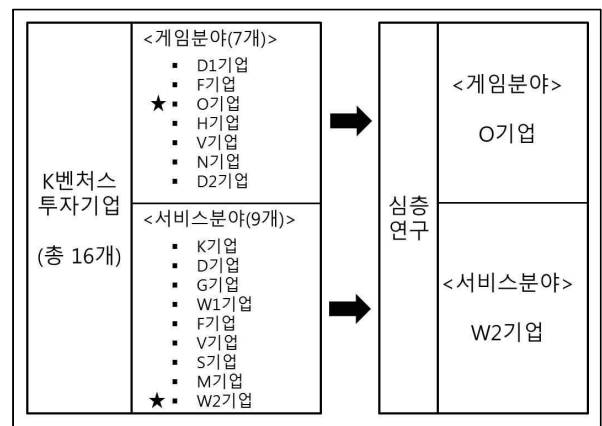 K벤처스
투자기업
(총 16개)
<게임분야(7개)>
▪ D1기업
▪ F기업
★▪ O기업
▪ H기업
▪ V기업
▪ N기업
▪ D2기업
<서비스분야(9개)>
▪ K기업
▪ D기업
▪ G기업
▪ W1기업
▪ F기업
▪ V기업
▪ S기업
▪ M기업
★▪ W2기업
심층
연구
<게임분야>
O기업
<서비스분야>
W2기업